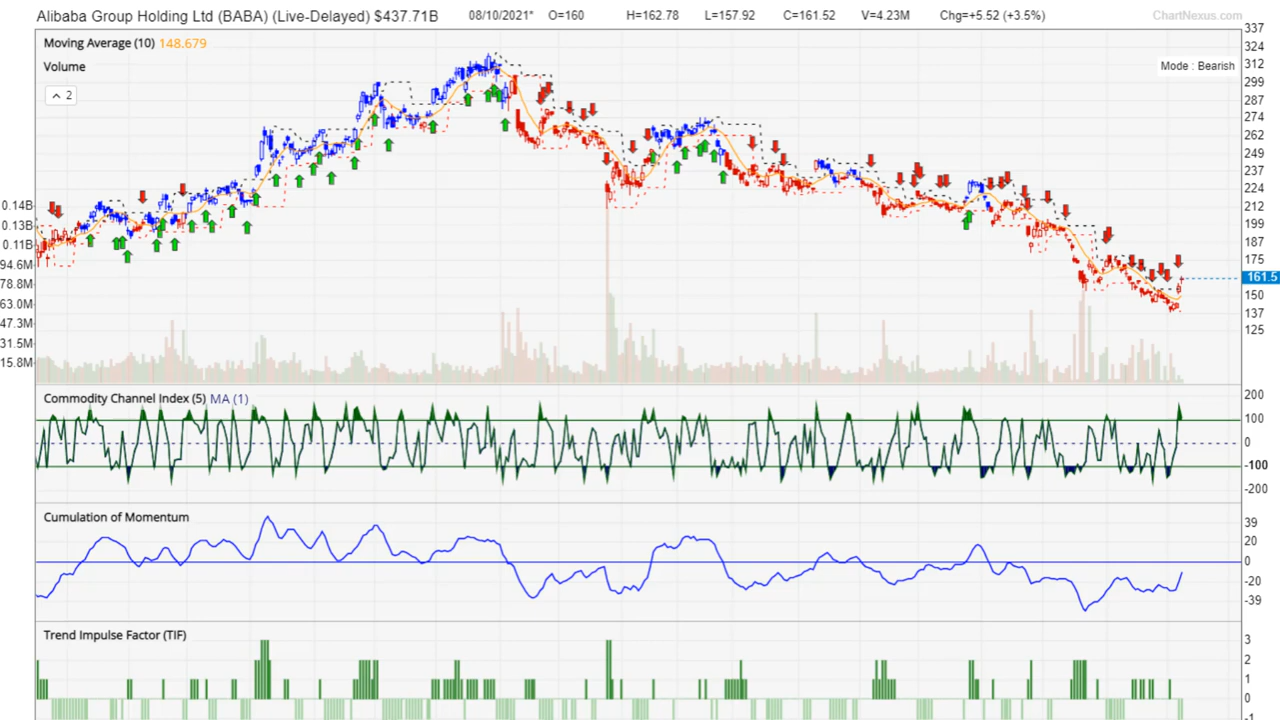 Alibaba Group Holding Ltd (BABA) (Live-Delayed) $437.71B 08/10/2021* O=160 H=162.78 L=157.92 C=161.52 V=4.23M Chg=+5.52 (+3.5%) ChartNexus.com
Moving Average (10) 148.679
Volume
2
Mode : Bearish
337
324
312
299
287
274
262
249
237
224
212
199
187
175
161.5
150
137
125
0.14B
0.13B
0.11B
94.6M
78.8M
63.0M
47.3M
31.5M
15.8M
Commodity Channel Index (5) MA (1)
200
100
0
-100
-200
Cumulation of Momentum
39
20
0
-20
-39
Trend Impulse Factor (TIF)
3
2
1
0
-1